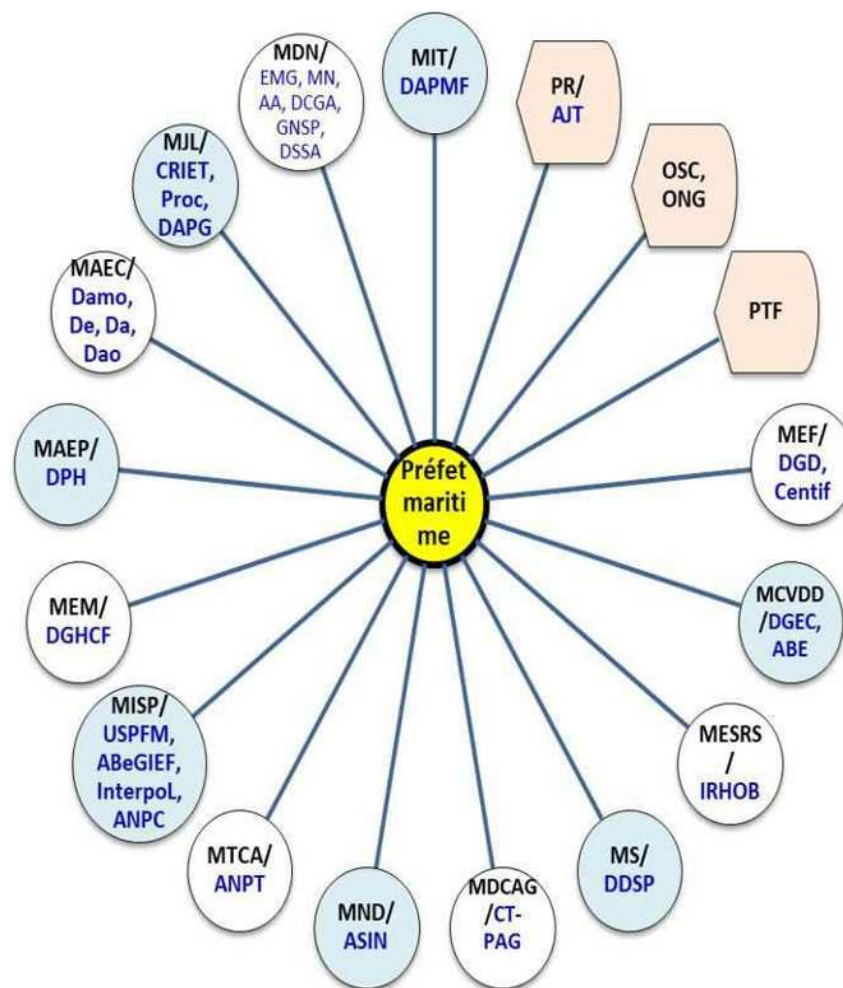 MDN/
EMG, MN,
AA, DCGA,
GNSP,
DSSA
MIT/
DAPMF
PR/
AJT
OSC,
ONG
PTF
MEF/
DGD,
Centif
MCVDD
/DGEC,
ABE
MESRS
/
IRHOB
MS/
DDSP
MDCAG
/CT-
PAG
MND/
ASIN
MTCA/
ANPT
MISP/
USPFM,
ABeGIEF,
InterpoL,
ANPC
MEM/
DGHCF
MAEP/
DPH
MAEC/
Damo,
De, Da,
Dao
MJL/
CRIET,
Proc,
DAPG
Préfet
mariti
me